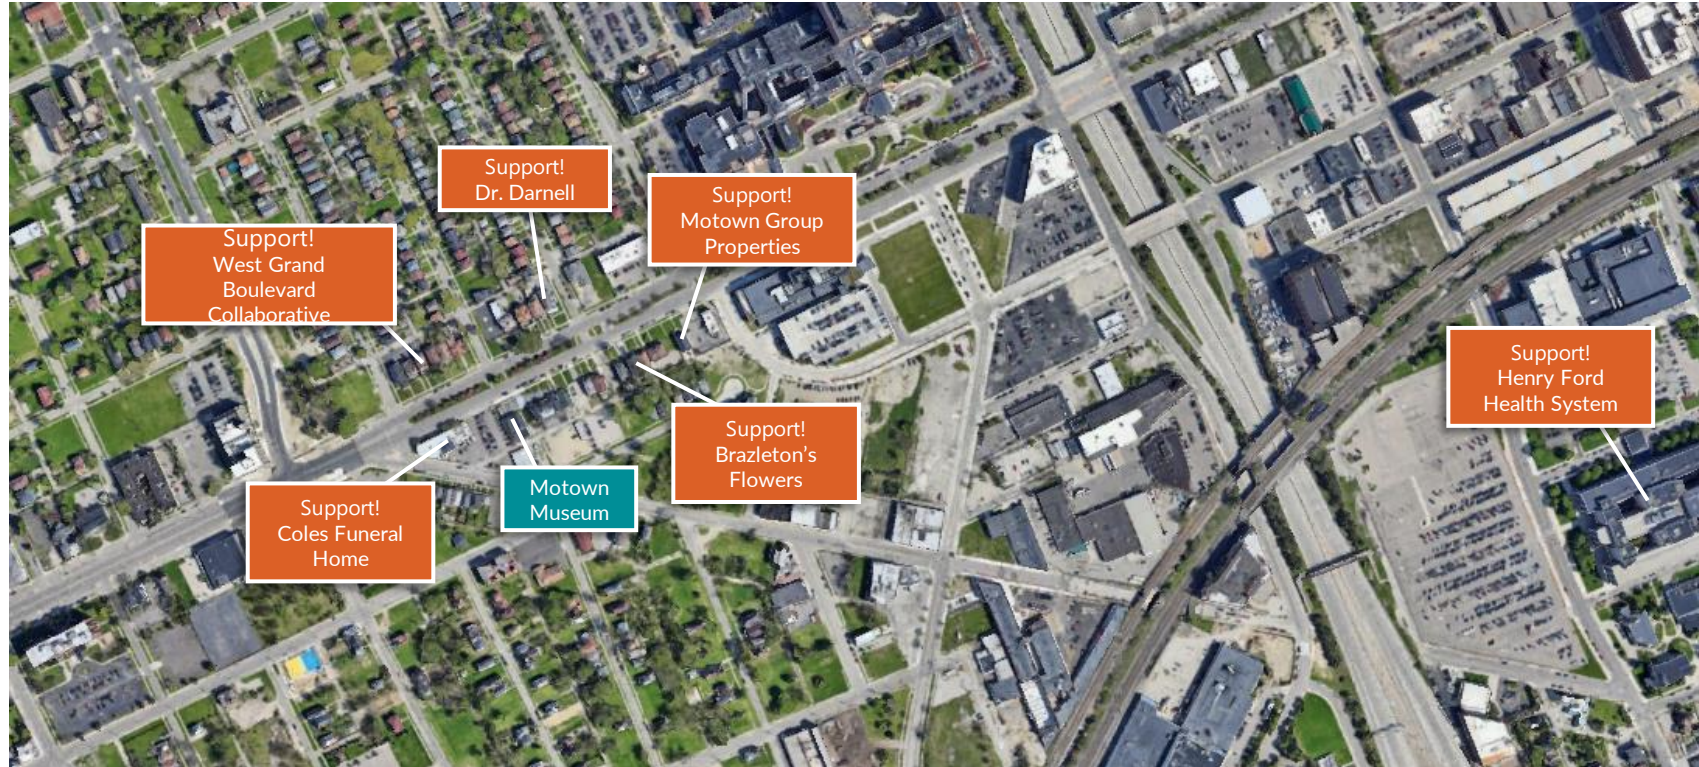 Support!
Dr. Darnell
Support!
Motown Group
Properties
Support!
West Grand
Boulevard
Collaborative
Support!
Henry Ford
Health System
Support!
Brazleton’s
Flowers
Motown
Museum
Support!
Coles Funeral
Home